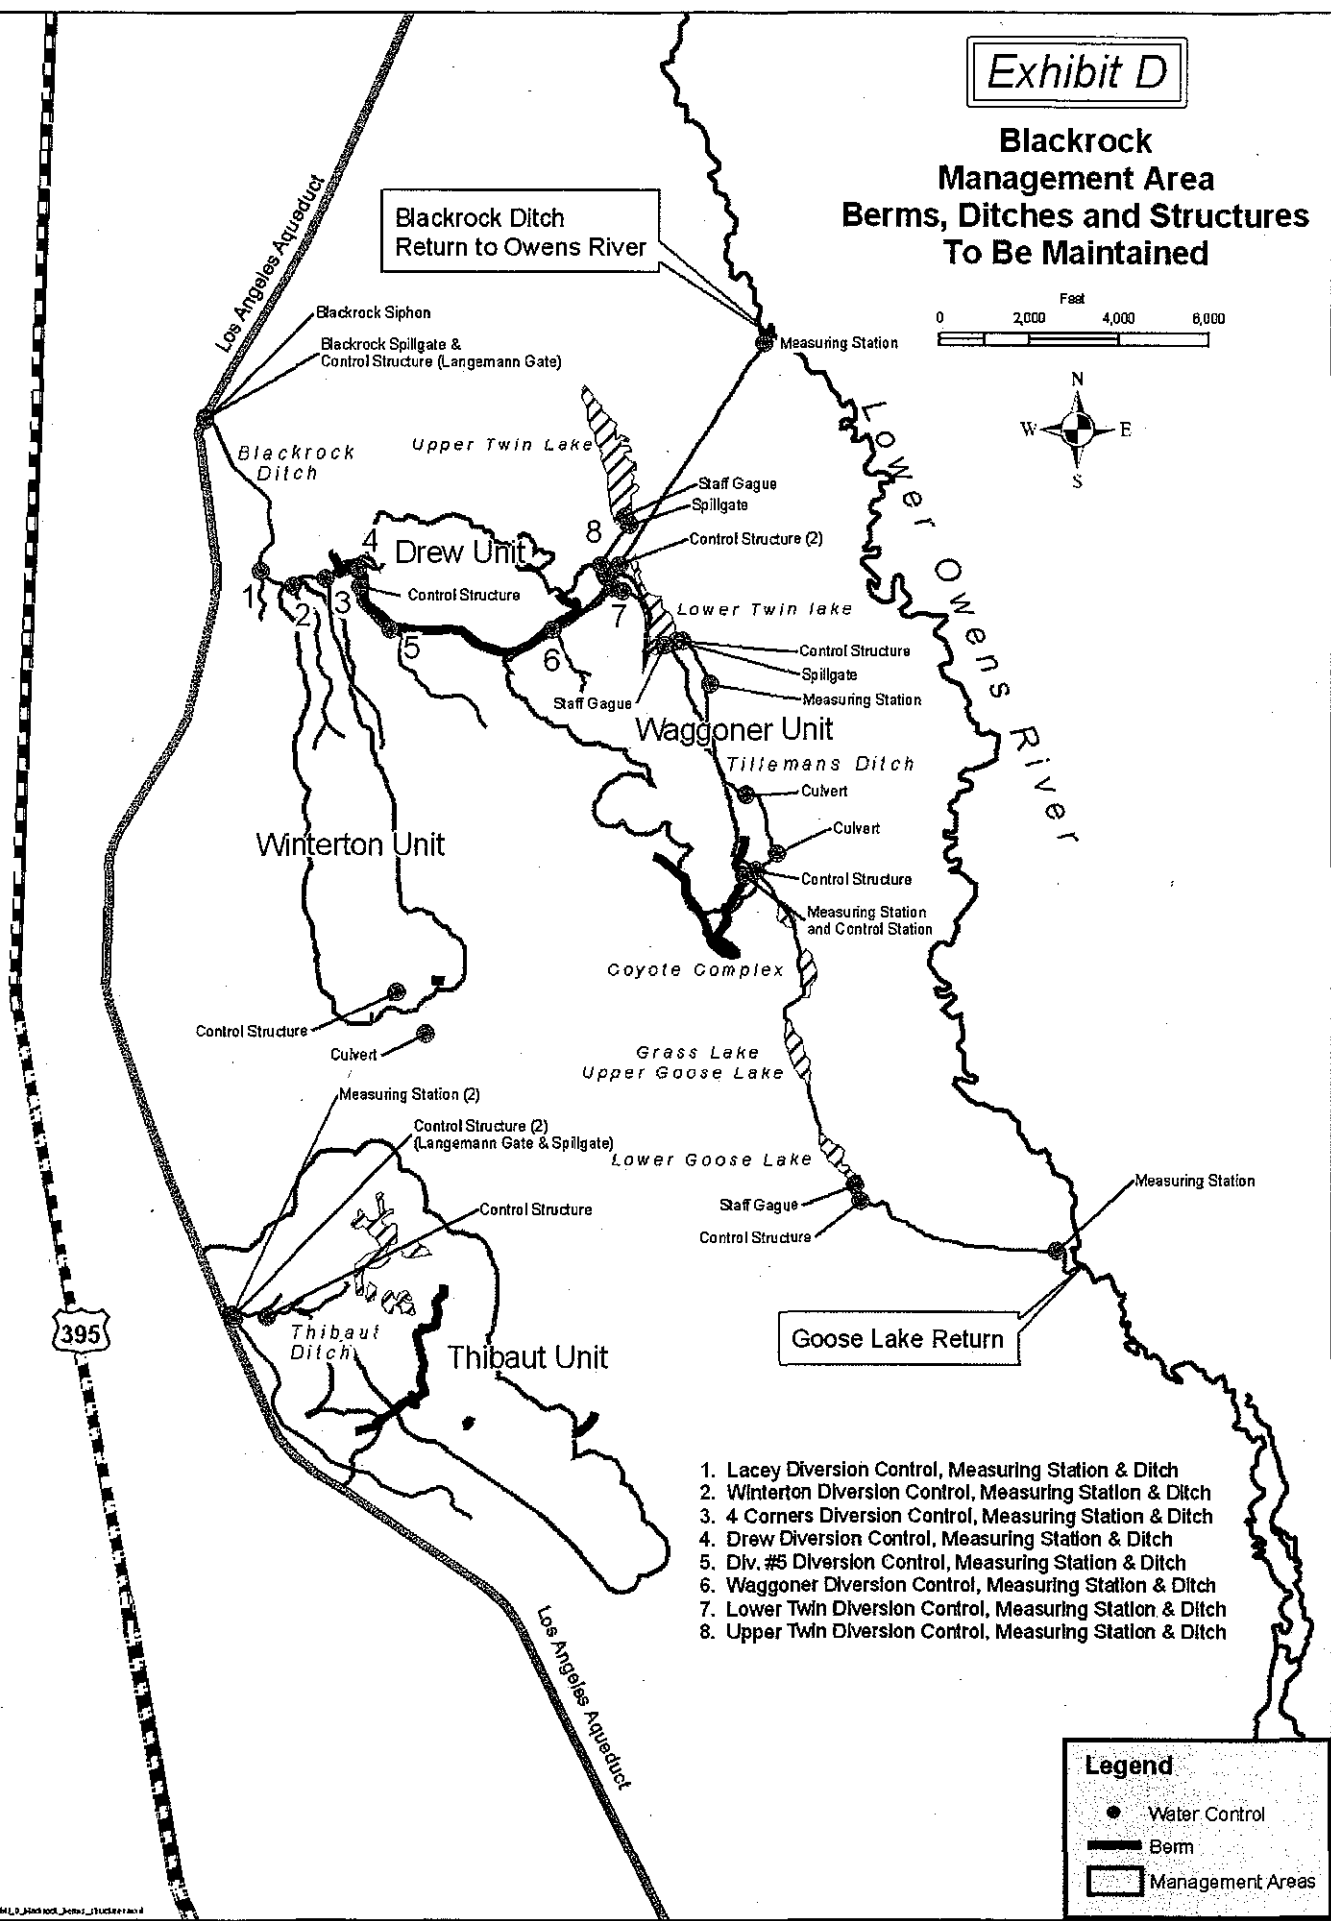 Exhibit D
Blackrock
Management Area
Berms, Ditches and Structures
To Be Maintained
Feet
0 2,000 4,000 6,000
N
W E
S
Los Angeles Aqueduct
Blackrock Ditch
Return to Owens River
Measuring Station
Blackrock Siphon
Blackrock Spillgate &
Control Structure (Langemann Gate)
Blackrock
Ditch
Upper Twin Lake
Lower Owens River
Staff Gague
Spillgate
8
Control Structure (2)
4
Drew Unit
1
2
3
Control Structure
7
Lower Twin lake
5
6
Control Structure
Spillgate
Staff Gague
Measuring Station
Waggoner Unit
Tillemans Ditch
Culvert
Culvert
Winterton Unit
Control Structure
Measuring Station
and Control Station
Coyote Complex
Control Structure
Culvert
Grass Lake
Upper Goose Lake
Measuring Station (2)
Control Structure (2)
(Langemann Gate & Spillgate)
Lower Goose Lake
Measuring Station
Staff Gague
Control Structure
Control Structure
395
Thibaut
Ditch
Thibaut Unit
Goose Lake Return
1. Lacey Diversion Control, Measuring Station & Ditch
2. Winterton Diversion Control, Measuring Station & Ditch
3. 4 Corners Diversion Control, Measuring Station & Ditch
4. Drew Diversion Control, Measuring Station & Ditch
5. Div. #5 Diversion Control, Measuring Station & Ditch
6. Waggoner Diversion Control, Measuring Station & Ditch
7. Lower Twin Diversion Control, Measuring Station & Ditch
8. Upper Twin Diversion Control, Measuring Station & Ditch
Los Angeles Aqueduct
Legend
Water Control
Berm
Management Areas